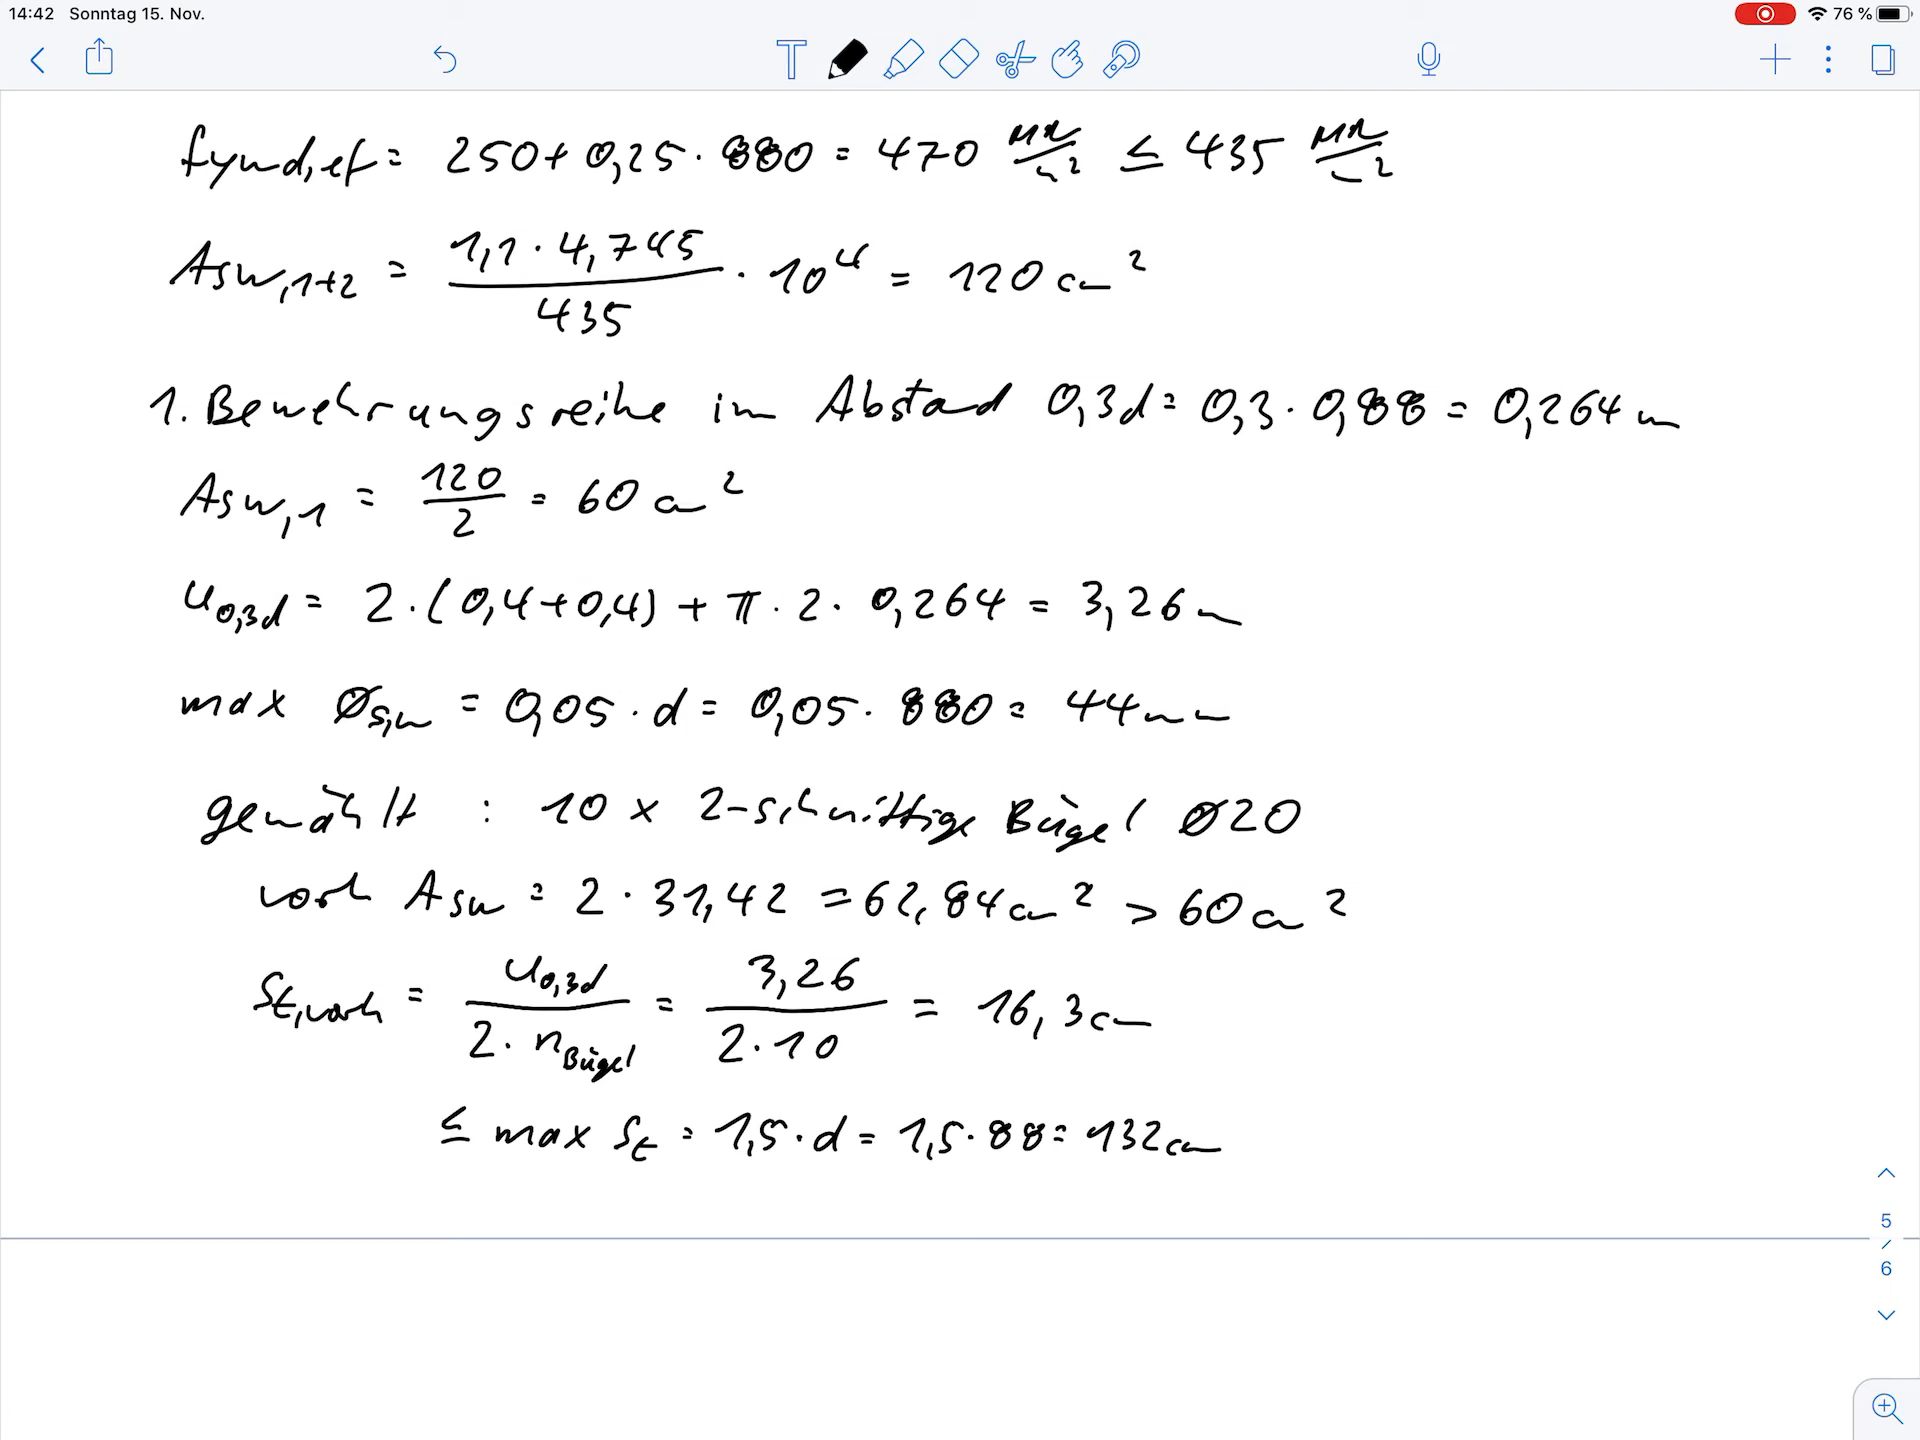 14:42 Sonntag 15. Nov.
76 %
T
fywd,ef = 250 + 0,25 · 880 = 470 MN/m² ≤ 435 MN/m²
Asw,1+2 = (1,1 · 4,745)/435 · 10⁴ = 120 cm²
1. Bewehrungsreihe im Abstad 0,3d = 0,3 · 0,88 = 0,264 m
Asw,1 = 120/2 = 60 cm²
u0,3d = 2 · (0,4 + 0,4) + π · 2 · 0,264 = 3,26 m
max Øs,w = 0,05 · d = 0,05 · 880 = 44 mm
gewählt : 10 x 2-schnittige Bügel Ø20
vorh Asw = 2 · 31,42 = 62,84 cm² > 60 cm²
St,vorh = u0,3d/(2 · nBügel) = 3,26/(2 · 10) = 16,3 cm
≤ max St = 1,5 · d = 1,5 · 88 = 132 cm
5
/
6